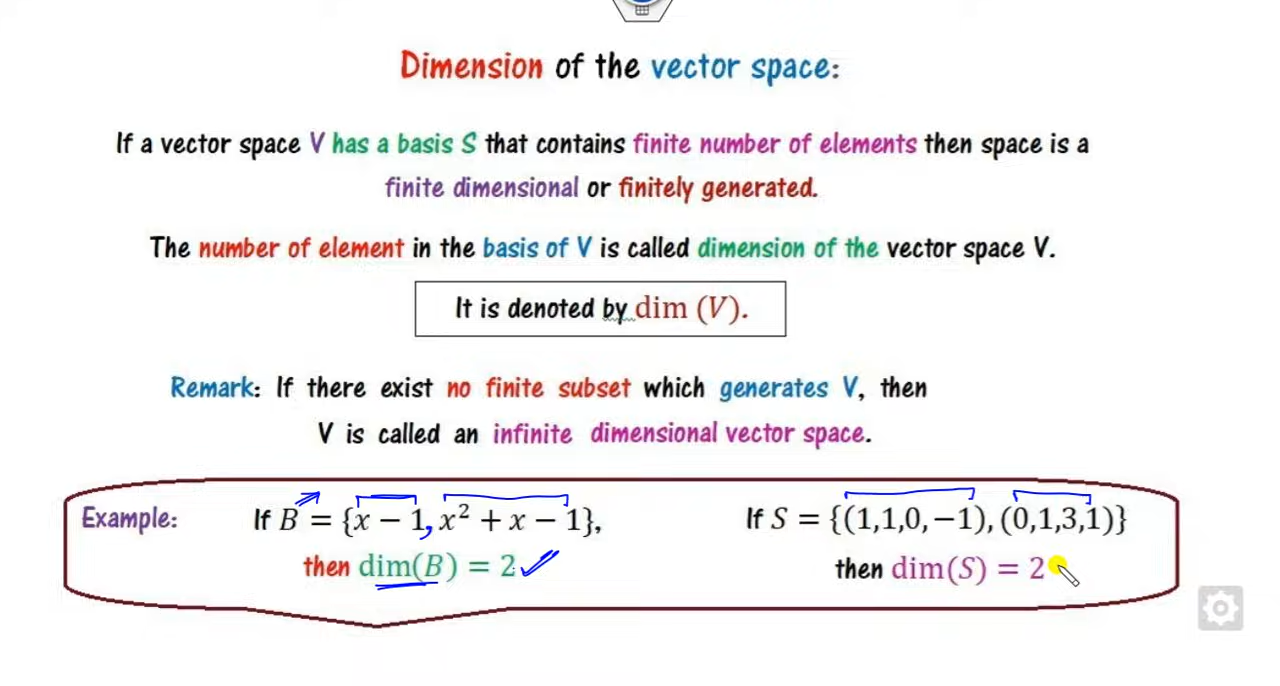 Dimension of the vector space:
If a vector space V has a basis S that contains finite number of elements then space is a
finite dimensional or finitely generated.
The number of element in the basis of V is called dimension of the vector space V.
It is denoted by dim (V).
Remark: If there exist no finite subset which generates V, then
V is called an infinite dimensional vector space.
Example: If B = {x − 1, x² + x − 1}, If S = {(1,1,0,−1), (0,1,3,1)}
then dim(B) = 2 then dim(S) = 2